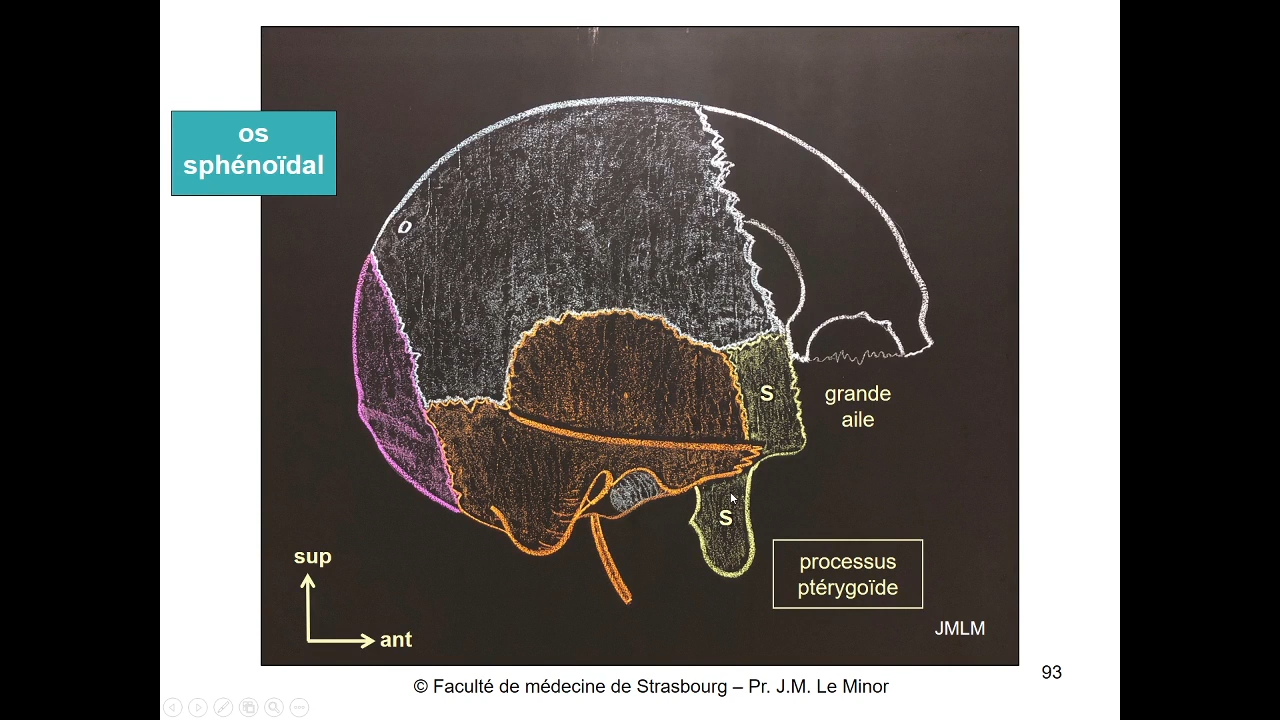 os
sphénoïdal
S
grande
aile
S
processus
ptérygoïde
sup
ant
JMLM
93
© Faculté de médecine de Strasbourg – Pr. J.M. Le Minor